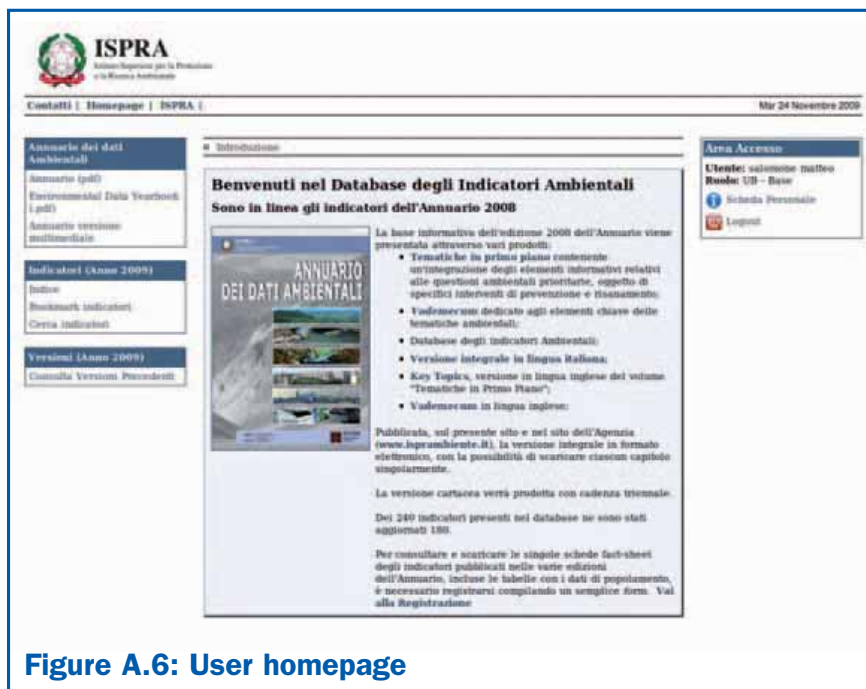 ISPRA
Istituto Superiore per la Protezione
e la Ricerca Ambientale
Contatti | Homepage | ISPRA |
Mar 24 Novembre 2009
Annuario dei dati
Ambientali
Annuario (pdf)
Environmental Data Yearbook
(.pdf)
Annuario versione
multimediale
Indicatori (Anno 2009)
Indice
Bookmark indicatori
Cerca indicatori
Versioni (Anno 2009)
Consulta Versioni Precedenti
Introduzione
Benvenuti nel Database degli Indicatori Ambientali
Sono in linea gli indicatori dell'Annuario 2008
ANNUARIO
DEI DATI AMBIENTALI
La base informativa dell'edizione 2008 dell'Annuario viene
presentata attraverso vari prodotti:
• Tematiche in primo piano contenente
un'integrazione degli elementi informativi relativi
alle questioni ambientali prioritarie, oggetto di
specifici interventi di prevenzione e risanamento;
• Vademecum dedicato agli elementi chiave delle
tematiche ambientali;
• Database degli indicatori Ambientali;
• Versione integrale in lingua italiana;
• Key Topics, versione in lingua inglese del volume
"Tematiche in Primo Piano";
• Vademecum in lingua inglese;
Pubblicata, sul presente sito e nel sito dell'Agenzia
(www.isprambiente.it), la versione integrale in formato
elettronico, con la possibilità di scaricare ciascun capitolo
singolarmente.
La versione cartacea verrà prodotta con cadenza triennale.
Dei 240 indicatori presenti nel database ne sono stati
aggiornati 180.
Per consultare e scaricare le singole schede fact-sheet
degli indicatori pubblicati nelle varie edizioni
dell'Annuario, incluse le tabelle con i dati di popolamento,
è necessario registrarsi compilando un semplice form. Vai
alla Registrazione
Area Accesso
Utente: salomone matteo
Ruolo: UB - Base
Scheda Personale
Logout
Figure A.6: User homepage